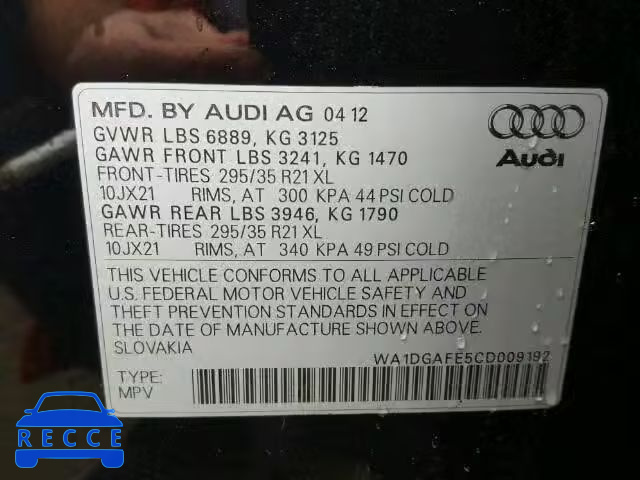 MFD. BY AUDI AG 04 12
GVWR LBS 6889, KG 3125
GAWR FRONT LBS 3241, KG 1470
FRONT-TIRES 295/35 R21 XL
10JX21 RIMS, AT 300 KPA 44 PSI COLD
GAWR REAR LBS 3946, KG 1790
REAR-TIRES 295/35 R21 XL
10JX21 RIMS, AT 340 KPA 49 PSI COLD
Audi
THIS VEHICLE CONFORMS TO ALL APPLICABLE
U.S. FEDERAL MOTOR VEHICLE SAFETY AND
THEFT PREVENTION STANDARDS IN EFFECT ON
THE DATE OF MANUFACTURE SHOWN ABOVE.
SLOVAKIA
WA1DGAFE5CD009192
TYPE:
MPV
RECCE